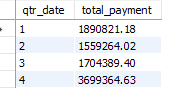 qtr_date total_payment
1 1890821.18
2 1559264.02
3 1704389.40
4 3699364.63